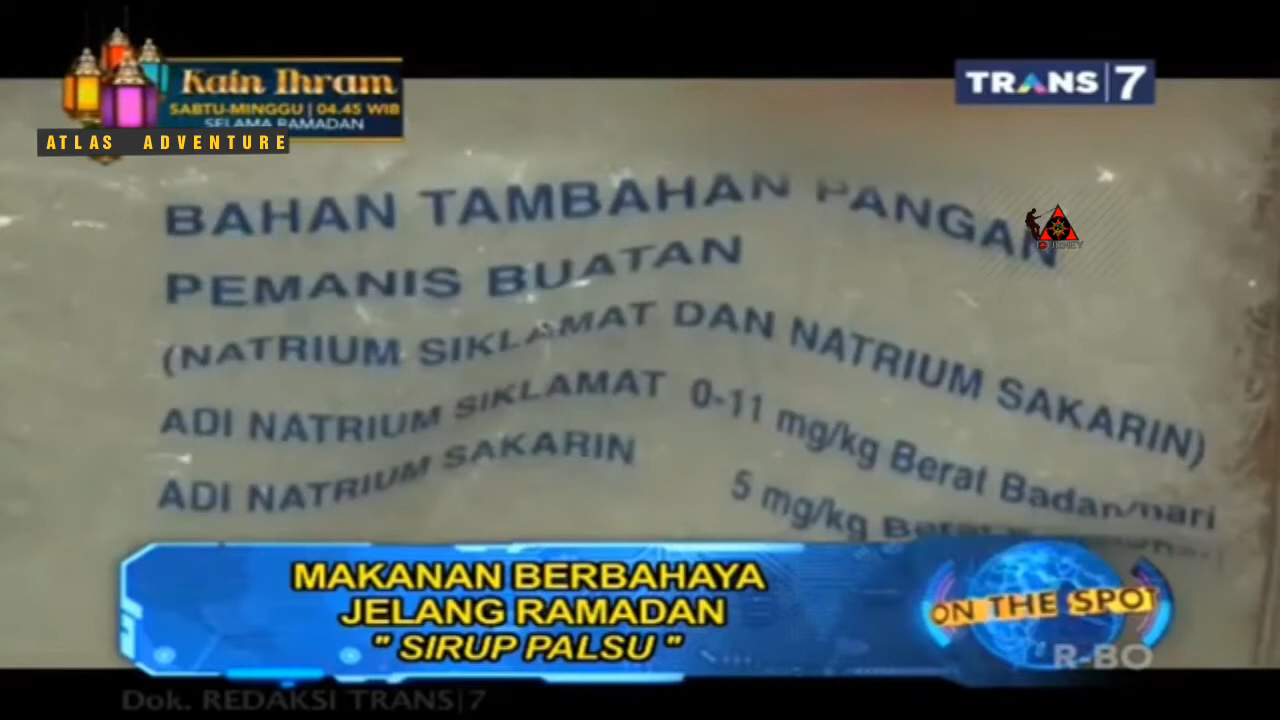 Kain Ihram
SABTU-MINGGU | 04.45 WIB
SELAMA RAMADAN
ATLAS ADVENTURE
TRANS|7
BAHAN TAMBAHAN PANGAN
PEMANIS BUATAN
(NATRIUM SIKLAMAT DAN NATRIUM SAKARIN)
ADI NATRIUM SIKLAMAT 0-11 mg/kg Berat Badan/hari
ADI NATRIUM SAKARIN 5 mg/kg Berat
MAKANAN BERBAHAYA
JELANG RAMADAN
" SIRUP PALSU "
ON THE SPOT
R-BO
Dok. REDAKSI TRANS|7